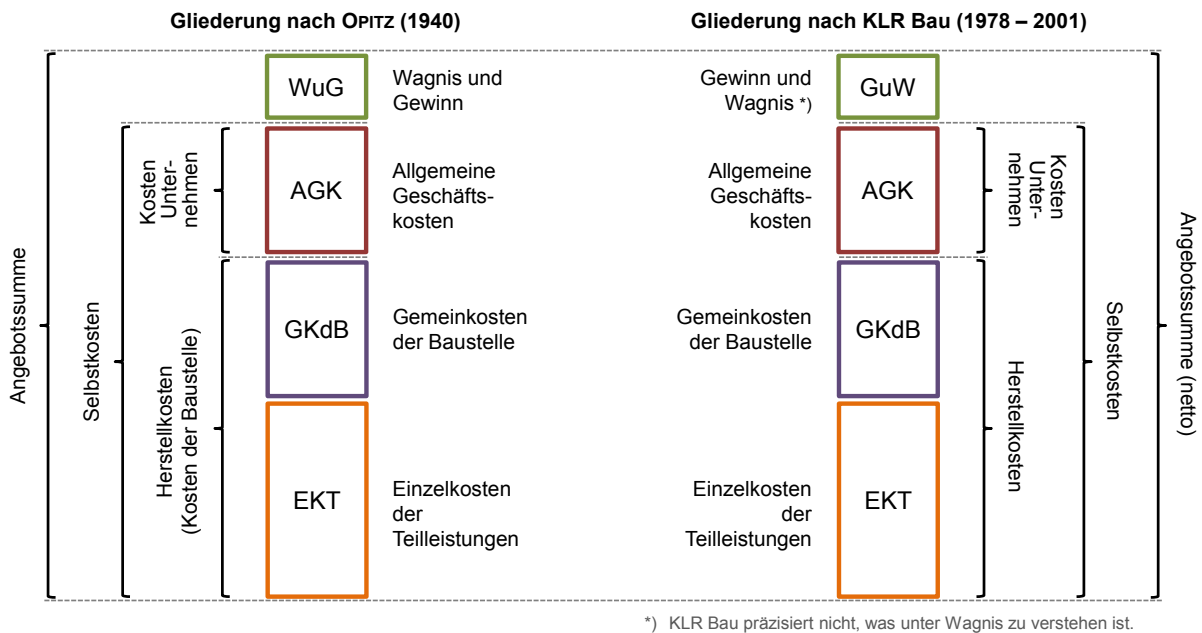 Gliederung nach OPITZ (1940)
Angebotssumme
Selbstkosten
Kosten
Unter-
nehmen
Herstellkosten
(Kosten der Baustelle)
WuG
Wagnis und
Gewinn
AGK
Allgemeine
Geschäfts-
kosten
GKdB
Gemeinkosten
der Baustelle
EKT
Einzelkosten
der
Teilleistungen
Gliederung nach KLR Bau (1978 – 2001)
Gewinn und
Wagnis *)
GuW
Allgemeine
Geschäfts-
kosten
AGK
Gemeinkosten
der Baustelle
GKdB
Einzelkosten
der
Teilleistungen
EKT
Kosten
Unter-
nehmen
Herstellkosten
Selbstkosten
Angebotssumme (netto)
*) KLR Bau präzisiert nicht, was unter Wagnis zu verstehen ist.